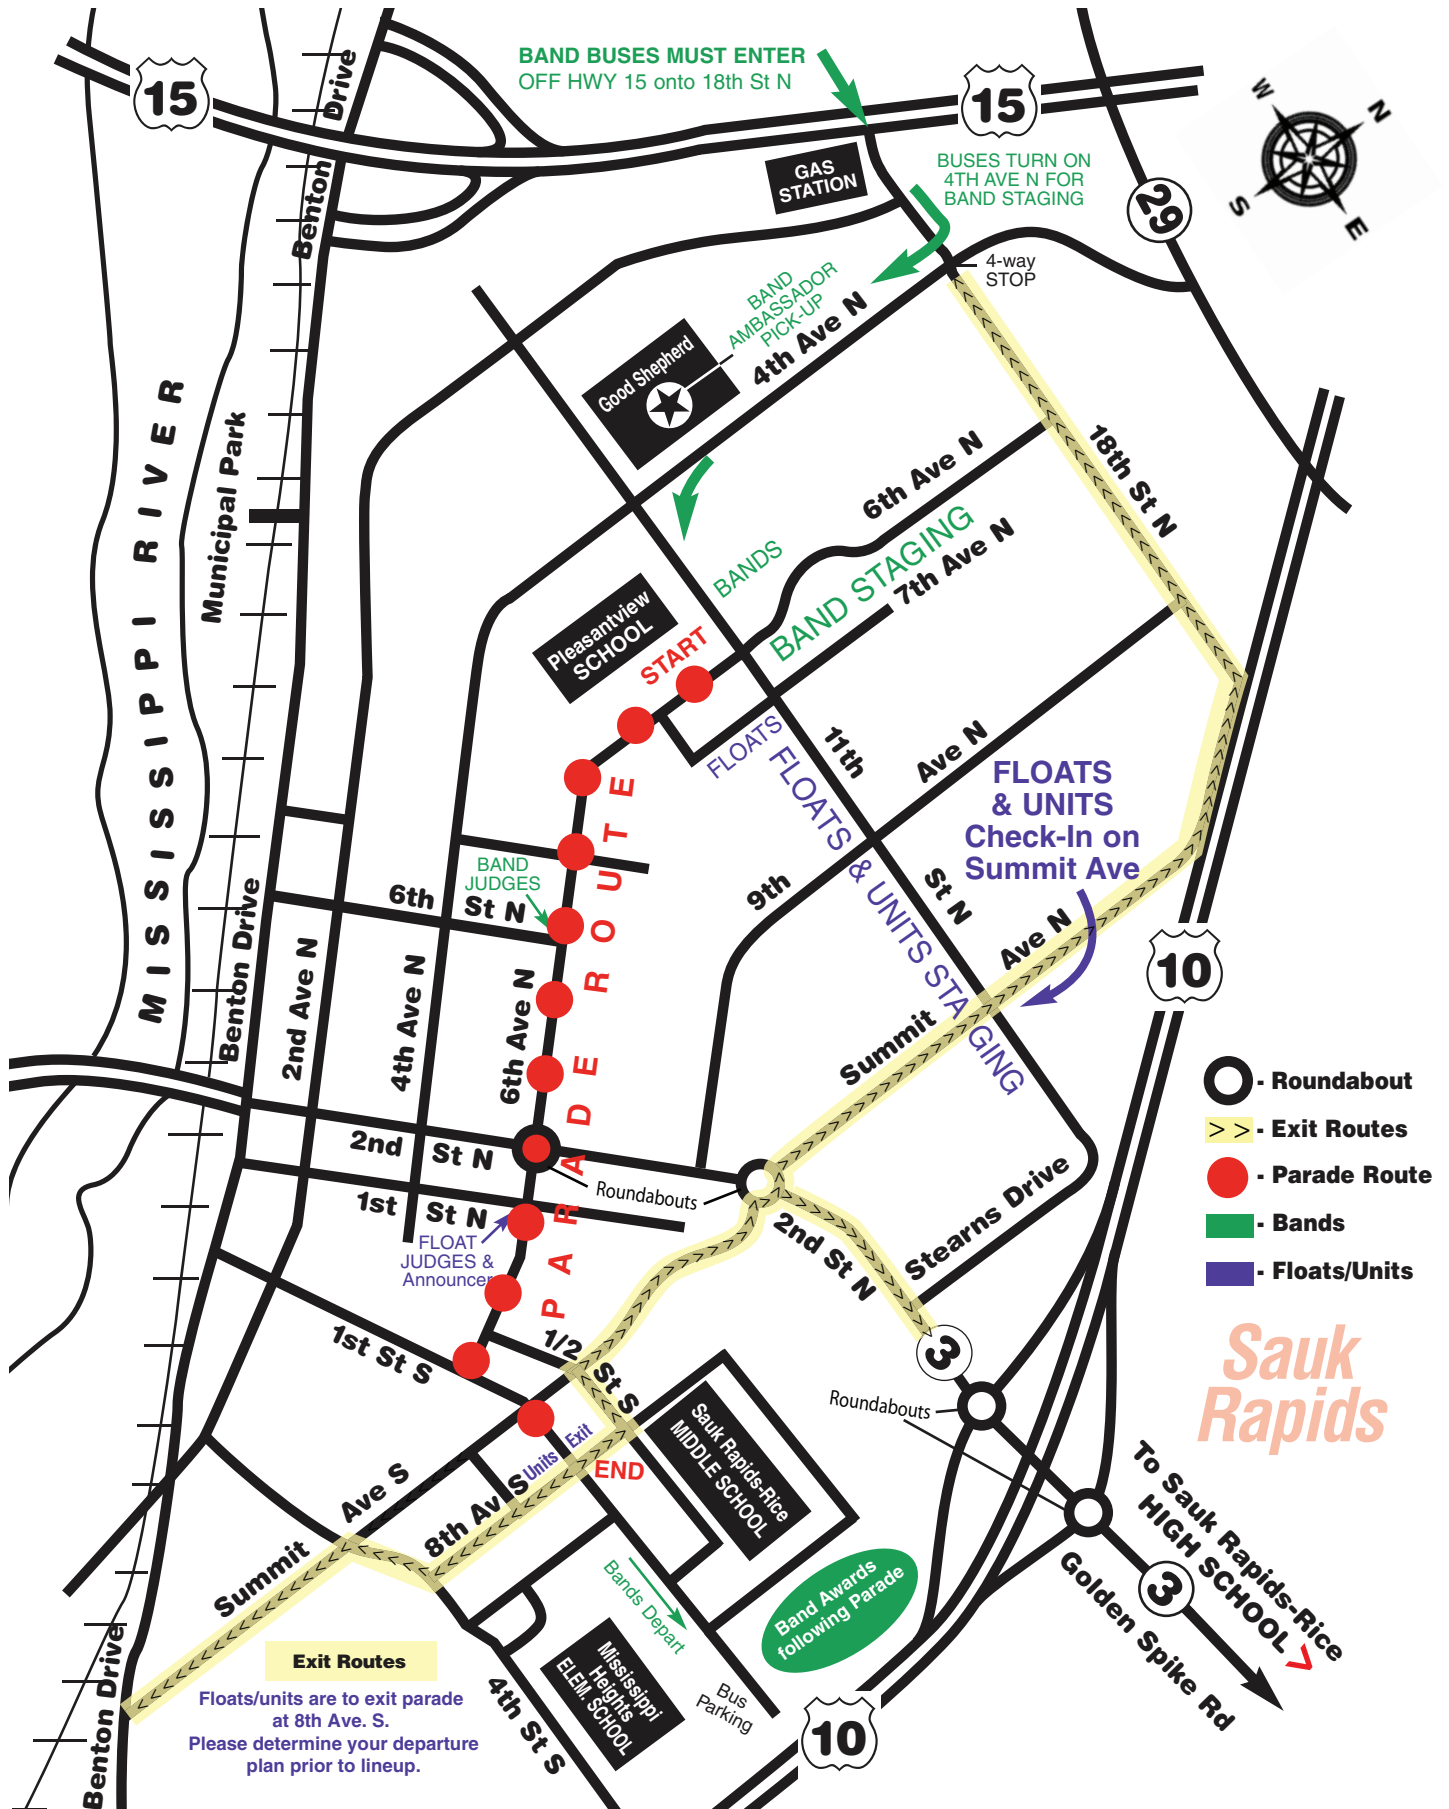 BAND BUSES MUST ENTER
OFF HWY 15 onto 18th St N
15
15
Benton Drive
W
N
S
E
GAS
STATION
BUSES TURN ON
4TH AVE N FOR
BAND STAGING
29
4-way
STOP
BAND
AMBASSADOR
PICK-UP
4th Ave N
Good Shepherd
MISSISSIPPI RIVER
Municipal Park
6th Ave N
18th St N
BANDS
BAND STAGING
7th Ave N
Pleasantview
SCHOOL
START
FLOATS
11th St N
9th Ave N
FLOATS & UNITS STAGING
FLOATS
& UNITS
Check-In on
Summit Ave
PARADE ROUTE
BAND
JUDGES
6th St N
Benton Drive
2nd Ave N
4th Ave N
6th Ave N
Summit Ave N
10
2nd St N
1st St N
Roundabouts
FLOAT
JUDGES &
Announcer
2nd St N
Stearns Drive
- Roundabout
> > - Exit Routes
- Parade Route
- Bands
- Floats/Units
Sauk
Rapids
1/2 St S
1st St S
3
Roundabouts
Units Exit
END
Sauk Rapids-Rice
MIDDLE SCHOOL
Summit Ave S
8th Av S
To Sauk Rapids-Rice
HIGH SCHOOL >
3
Golden Spike Rd
Bands Depart
Band Awards
following Parade
Mississippi
Heights
ELEM. SCHOOL
Bus
Parking
4th St S
10
Benton Drive
Exit Routes
Floats/units are to exit parade
at 8th Ave. S.
Please determine your departure
plan prior to lineup.